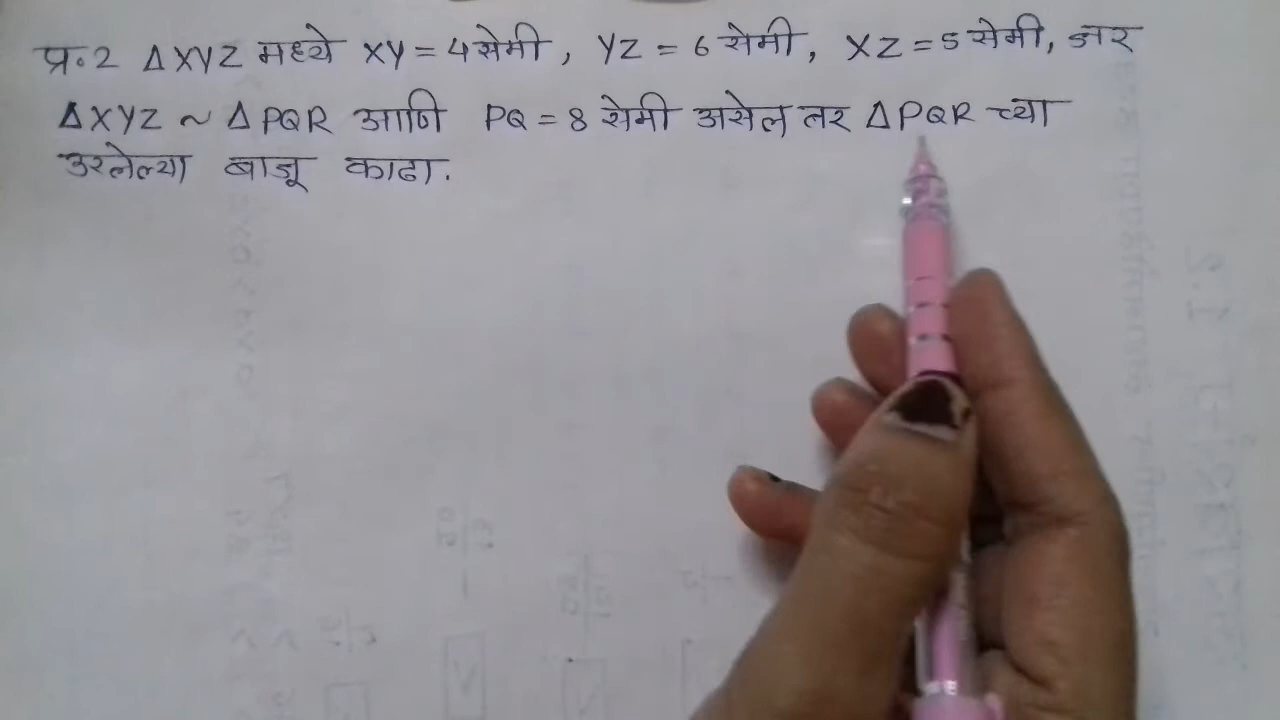 प्र.2 ΔXYZ मध्ये XY = 4 सेमी, YZ = 6 सेमी, XZ = 5 सेमी, जर
ΔXYZ ~ ΔPQR आणि PQ = 8 सेमी असेल तर ΔPQR च्या
उरलेल्या बाजू काढा.